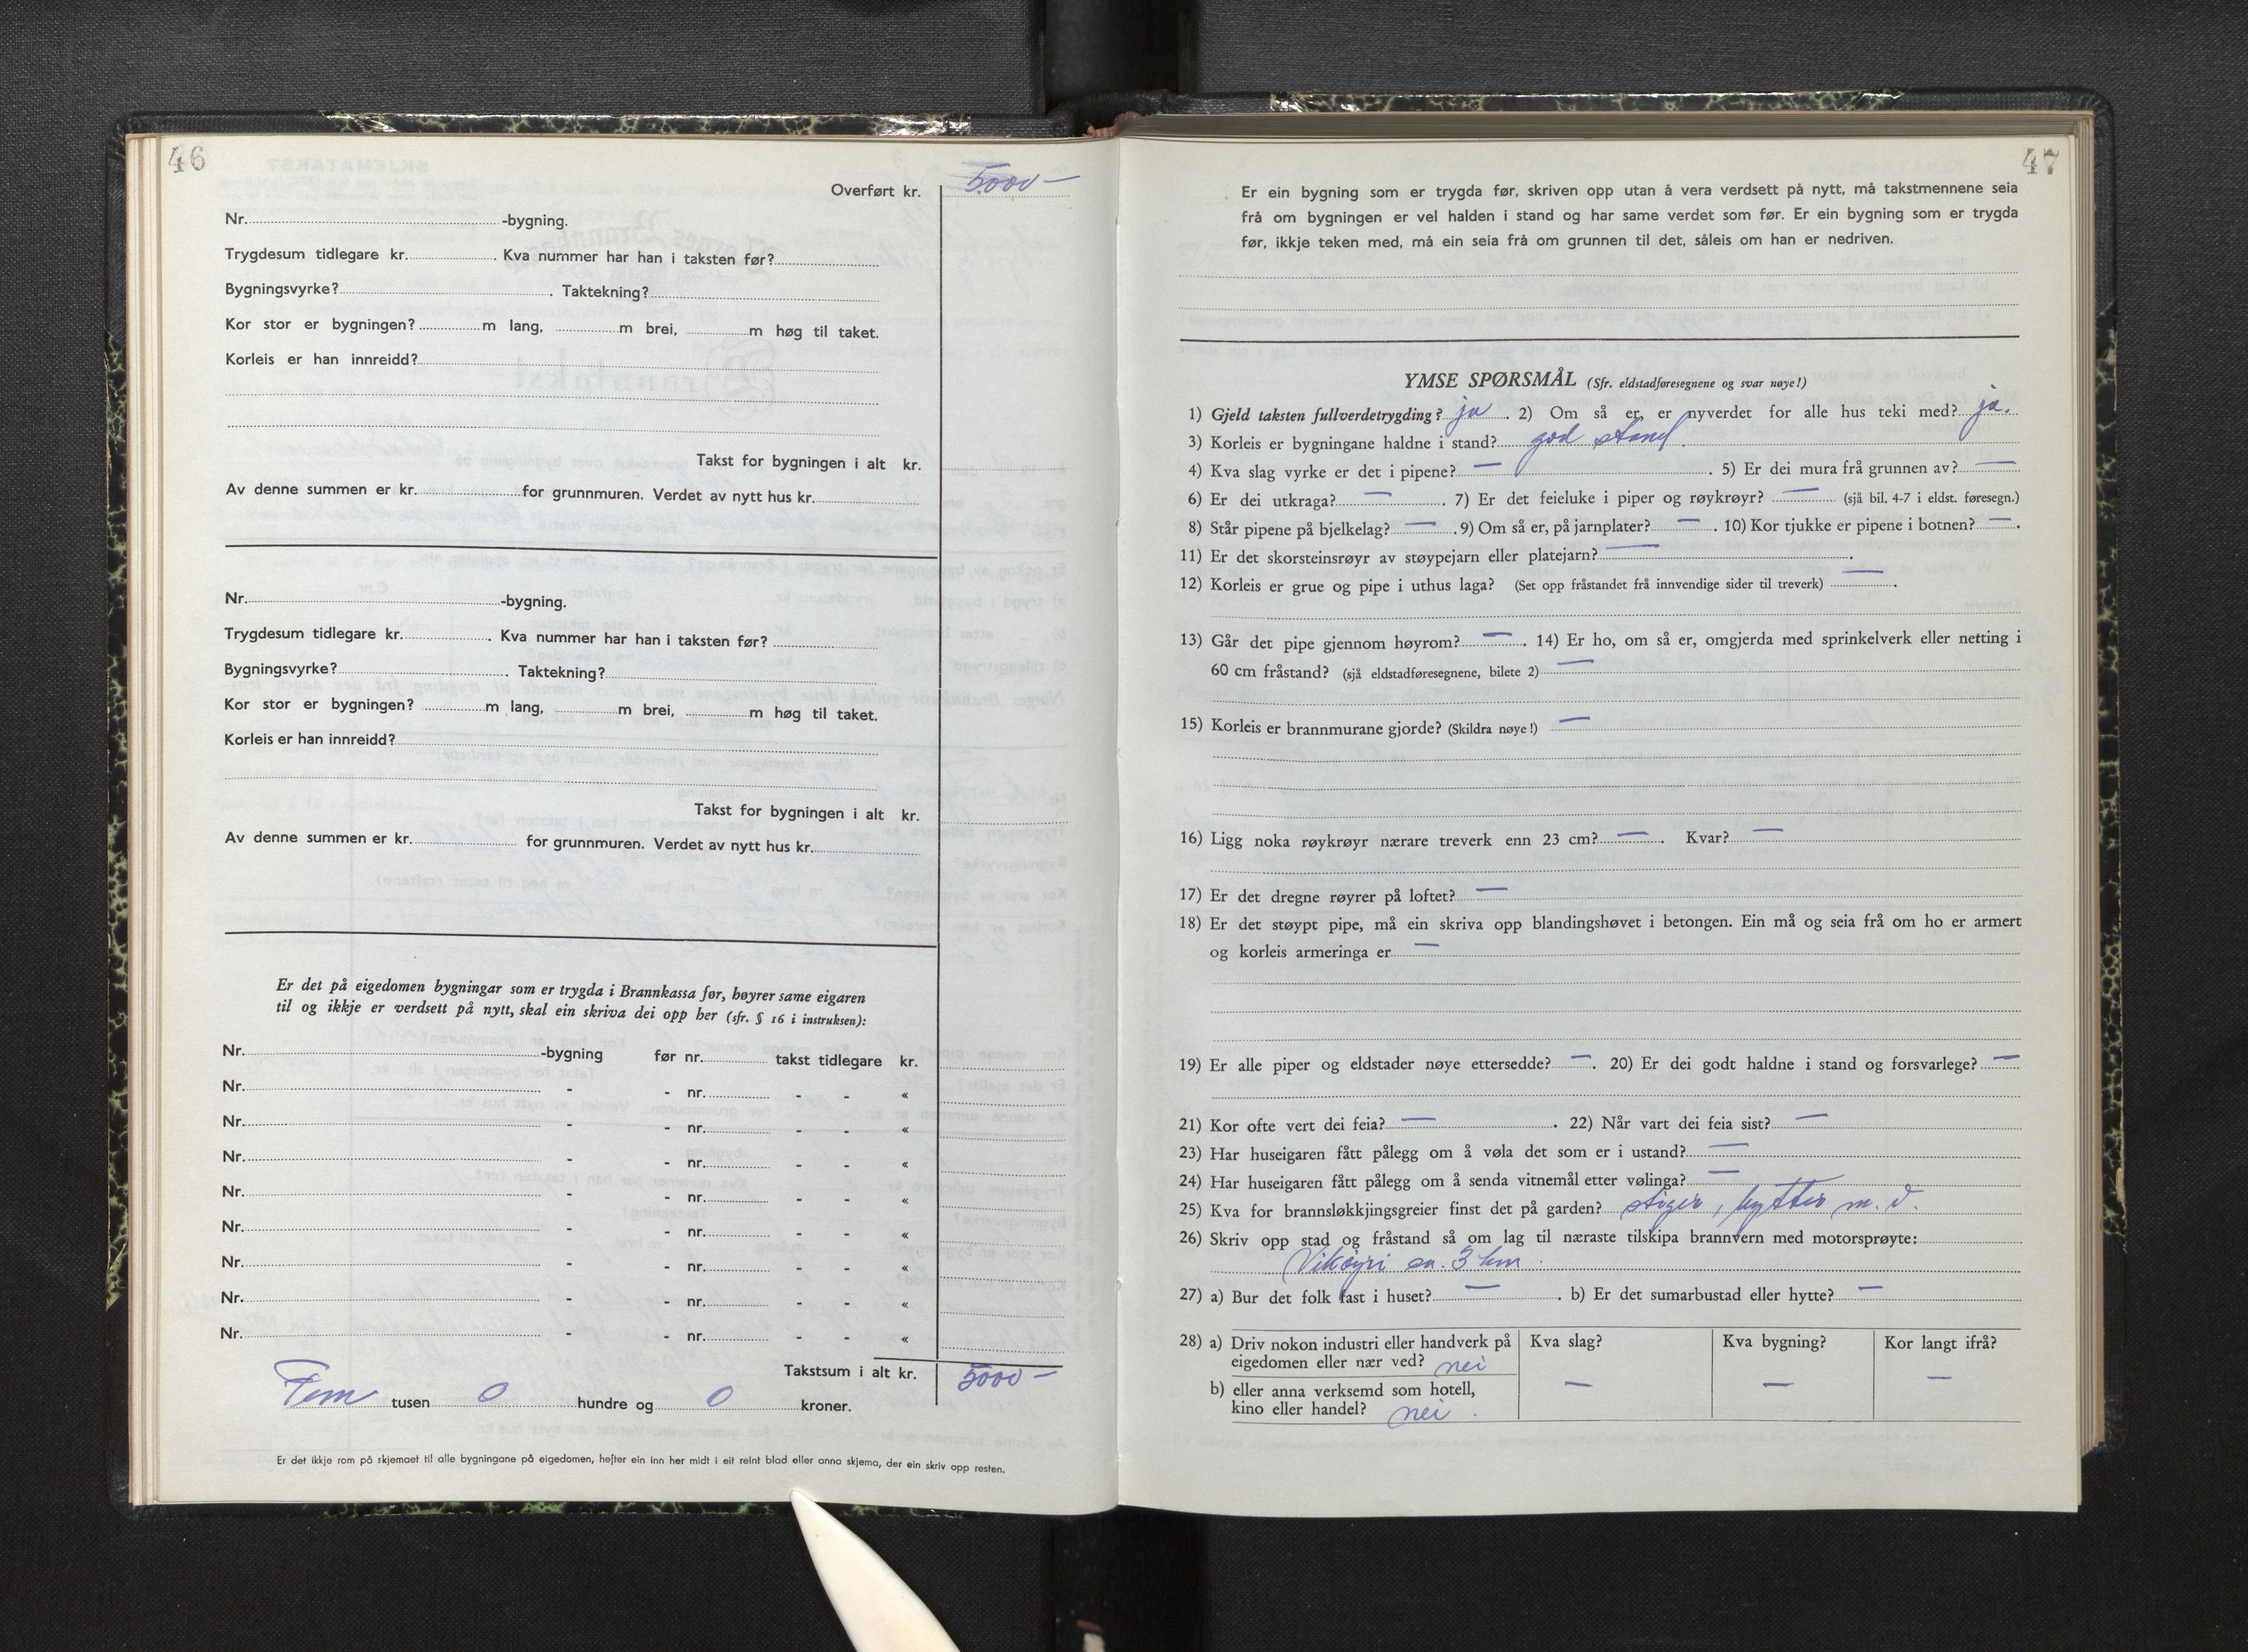 46
Overført kr. 5000 —
Nr. -bygning.
Trygdesum tidlegare kr. . Kva nummer har han i taksten før?
Bygningsvyrke? . Taktekning?
Kor stor er bygningen? m lang, m brei, m høg til taket.
Korleis er han innreidd?
Takst for bygningen i alt kr.
Av denne summen er kr. for grunnmuren. Verdet av nytt hus kr.
Nr. -bygning.
Trygdesum tidlegare kr. . Kva nummer har han i taksten før?
Bygningsvyrke? . Taktekning?
Kor stor er bygningen? m lang, m brei, m høg til taket.
Korleis er han innreidd?
Takst for bygningen i alt kr.
Av denne summen er kr. for grunnmuren. Verdet av nytt hus kr.
Er det på eigedomen bygningar som er trygda i Brannkassa før, høyrer same eigaren
til og ikkje er verdsett på nytt, skal ein skriva dei opp her (sfr. § 16 i instruksen):
Nr. -bygning før nr. takst tidlegare kr.
Nr. - - nr. - - «
Nr. - - nr. - - «
Nr. - - nr. - - «
Nr. - - nr. - - «
Nr. - - nr. - - «
Nr. - - nr. - - «
Nr. - - nr. - - «
Nr. - - nr. - - «
Takstsum i alt kr. 5000 —
Fem tusen 0 hundre og 0 kroner.
Er det ikkje rom på skjemaet til alle bygningane på eigedomen, hefter ein inn her midt i eit reint blad eller anna skjema, der ein skriv opp resten.
47
Er ein bygning som er trygda før, skriven opp utan å vera verdsett på nytt, må takstmennene seia
frå om bygningen er vel halden i stand og har same verdet som før. Er ein bygning som er trygda
før, ikkje teken med, må ein seia frå om grunnen til det, såleis om han er nedriven.
YMSE SPØRSMÅL (Sfr. eldstadføresegnene og svar nøye!)
1) Gjeld taksten fullverdetrygding? ja . 2) Om så er, er nyverdet for alle hus teki med? ja.
3) Korleis er bygningane haldne i stand? god stand.
4) Kva slag vyrke er det i pipene? — . 5) Er dei mura frå grunnen av? —
6) Er dei utkraga? — . 7) Er det feieluke i piper og røykrøyr? — (sjå bil. 4-7 i eldst. føresegn.)
8) Står pipene på bjelkelag? — . 9) Om så er, på jarnplater? — . 10) Kor tjukke er pipene i botnen? — .
11) Er det skorsteinsrøyr av støypejarn eller platejarn? — .
12) Korleis er grue og pipe i uthus laga? (Set opp fråstandet frå innvendige sider til treverk) — .
13) Går det pipe gjennom høyrom? — . 14) Er ho, om så er, omgjerda med sprinkelverk eller netting i
60 cm fråstand? (sjå eldstadføresegnene, bilete 2) —
15) Korleis er brannmurane gjorde? (Skildra nøye!) —
16) Ligg noka røykrøyr nærare treverk enn 23 cm? — . Kvar? —
17) Er det dregne røyrer på loftet? —
18) Er det støypt pipe, må ein skriva opp blandingshøvet i betongen. Ein må og seia frå om ho er armert
og korleis armeringa er —
19) Er alle piper og eldstader nøye ettersedde? — . 20) Er dei godt haldne i stand og forsvarlege? —
21) Kor ofte vert dei feia? — . 22) Når vart dei feia sist? —
23) Har huseigaren fått pålegg om å vøla det som er i ustand? —
24) Har huseigaren fått pålegg om å senda vitnemål etter vølinga? —
25) Kva for brannsløkkjingsgreier finst det på garden? stiger, bytter m. v.
26) Skriv opp stad og fråstand så om lag til næraste tilskipa brannvern med motorsprøyte:
Vikøyri ca. 3 km.
27) a) Bur det folk fast i huset? — . b) Er det sumarbustad eller hytte? —
28) a) Driv nokon industri eller handverk på eigedomen eller nær ved? nei
Kva slag? Kva bygning? Kor langt ifrå?
b) eller anna verksemd som hotell, — — —
kino eller handel? nei.